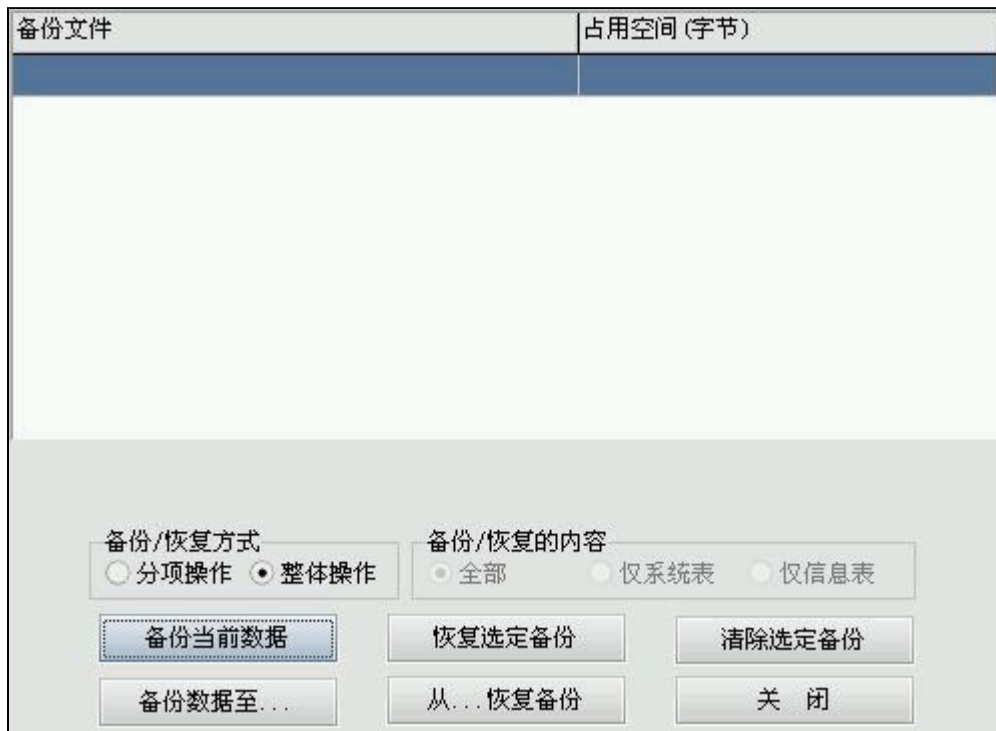 备份文件 占用空间(字节)
备份/恢复方式 备份/恢复的内容
分项操作 整体操作 全部 仅系统表 仅信息表
备份当前数据 恢复选定备份 清除选定备份
备份数据至... 从...恢复备份 关 闭